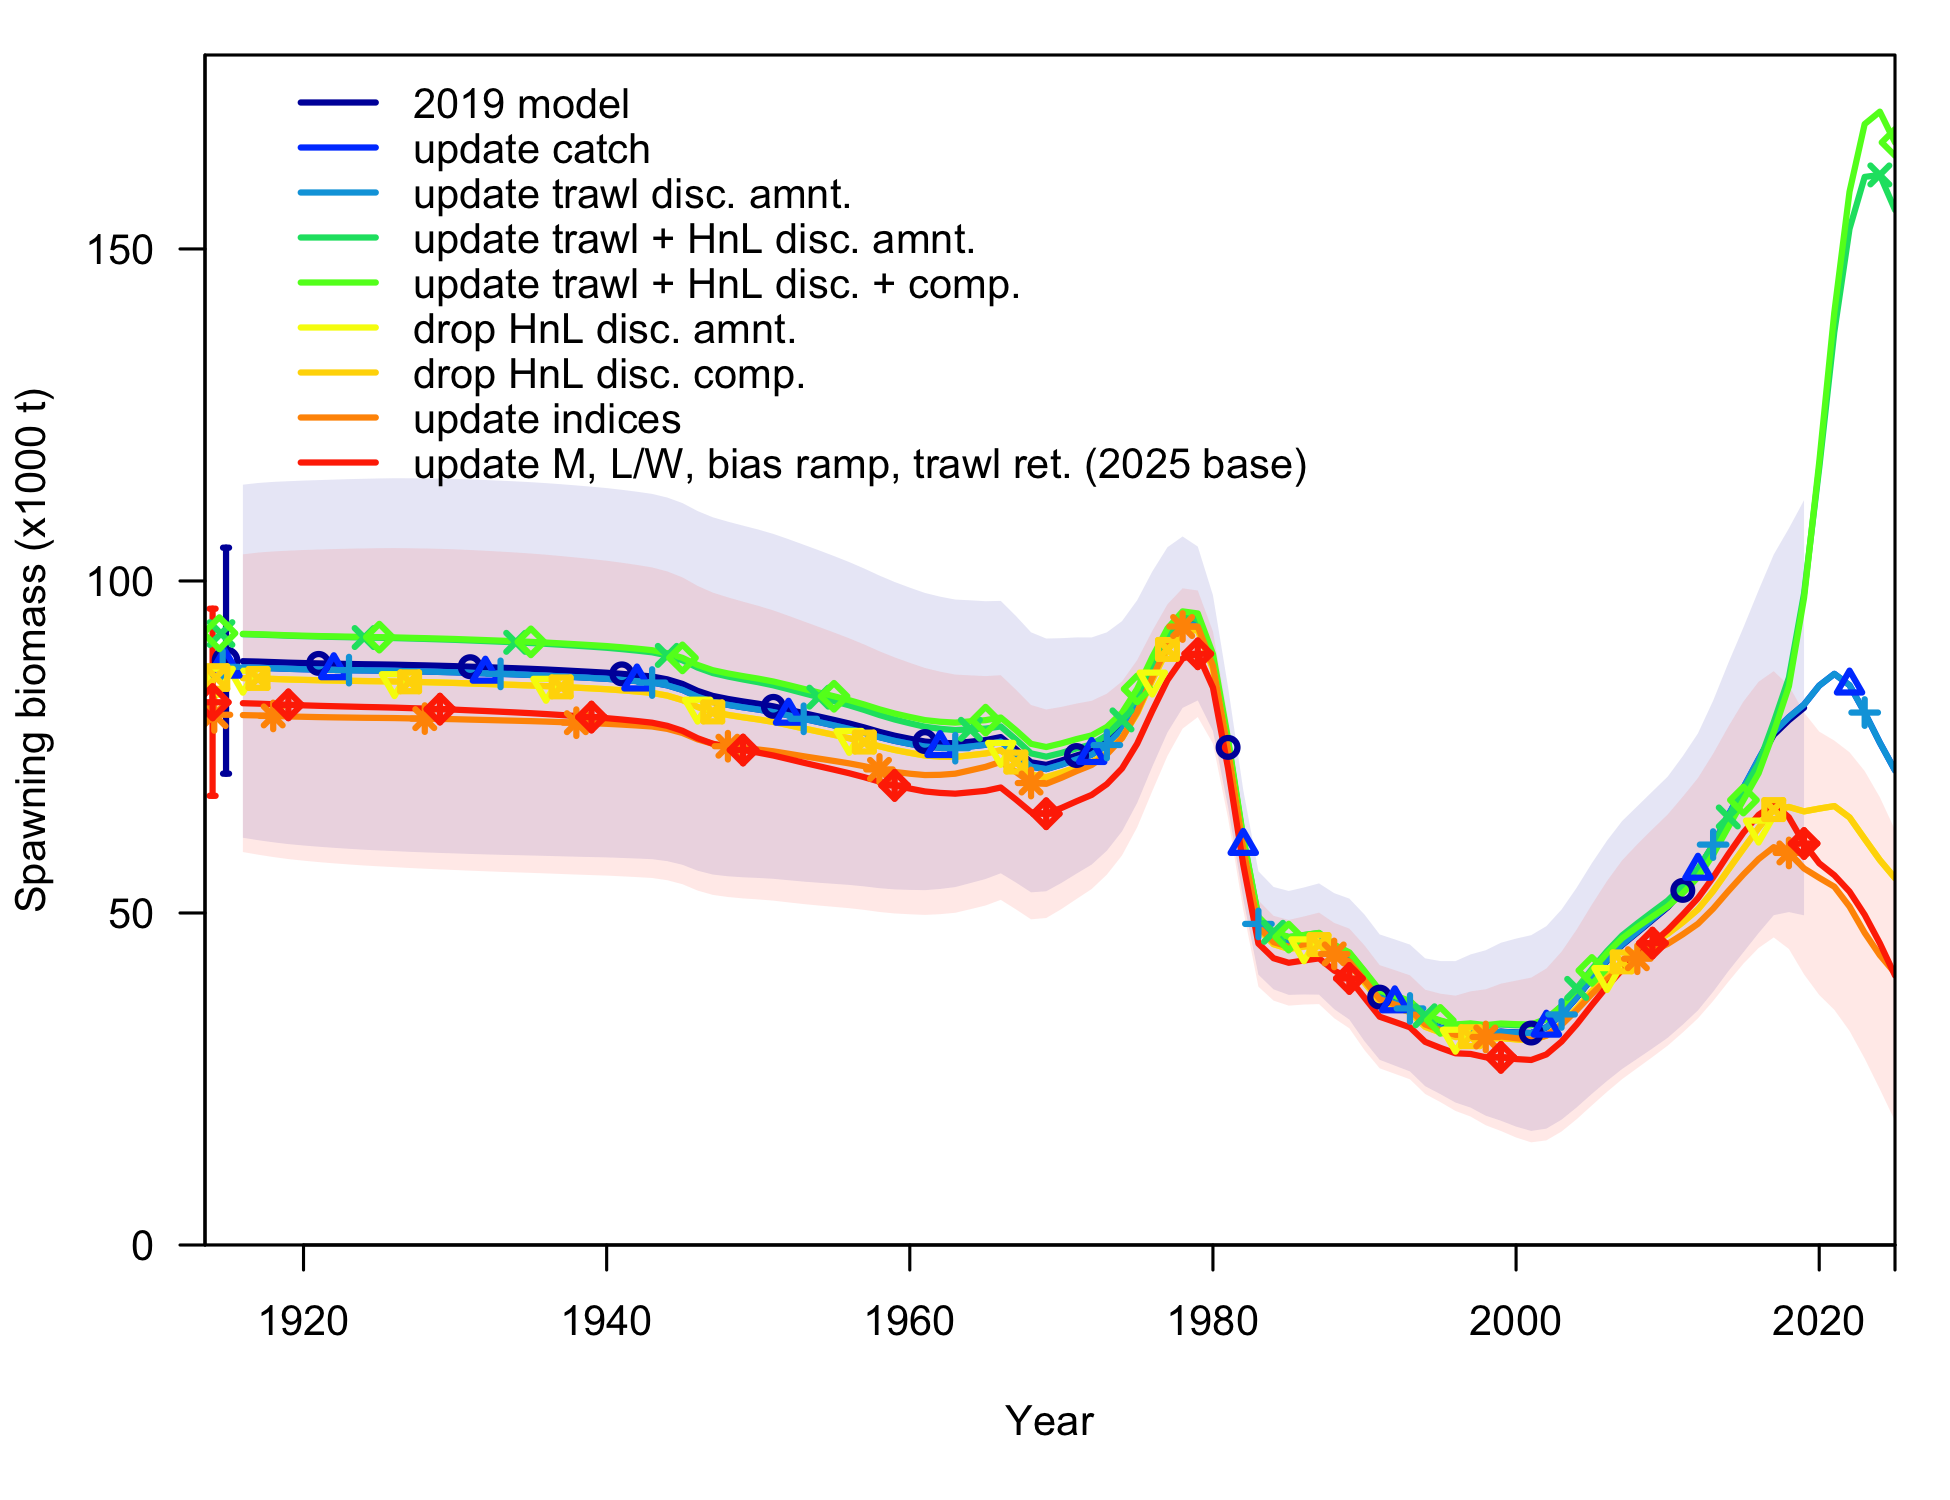 2019 model
update catch
update trawl disc. amnt.
update trawl + HnL disc. amnt.
update trawl + HnL disc. + comp.
drop HnL disc. amnt.
drop HnL disc. comp.
update indices
update M, L/W, bias ramp, trawl ret. (2025 base)
Spawning biomass (x1000 t)
150
100
50
0
1920 1940 1960 1980 2000 2020
Year